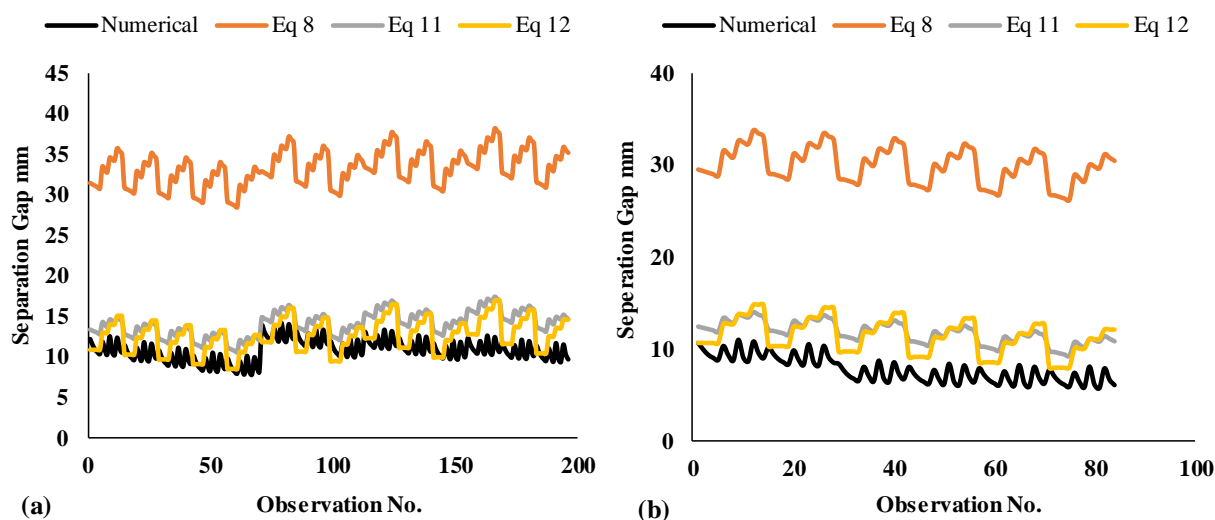 Numerical Eq 8 Eq 11 Eq 12
Separation Gap mm
45
40
35
30
25
20
15
10
5
0
0 50 100 150 200
(a) Observation No.
Numerical Eq 8 Eq 11 Eq 12
Seperation Gap mm
40
30
20
10
0
0 20 40 60 80 100
(b) Observation No.